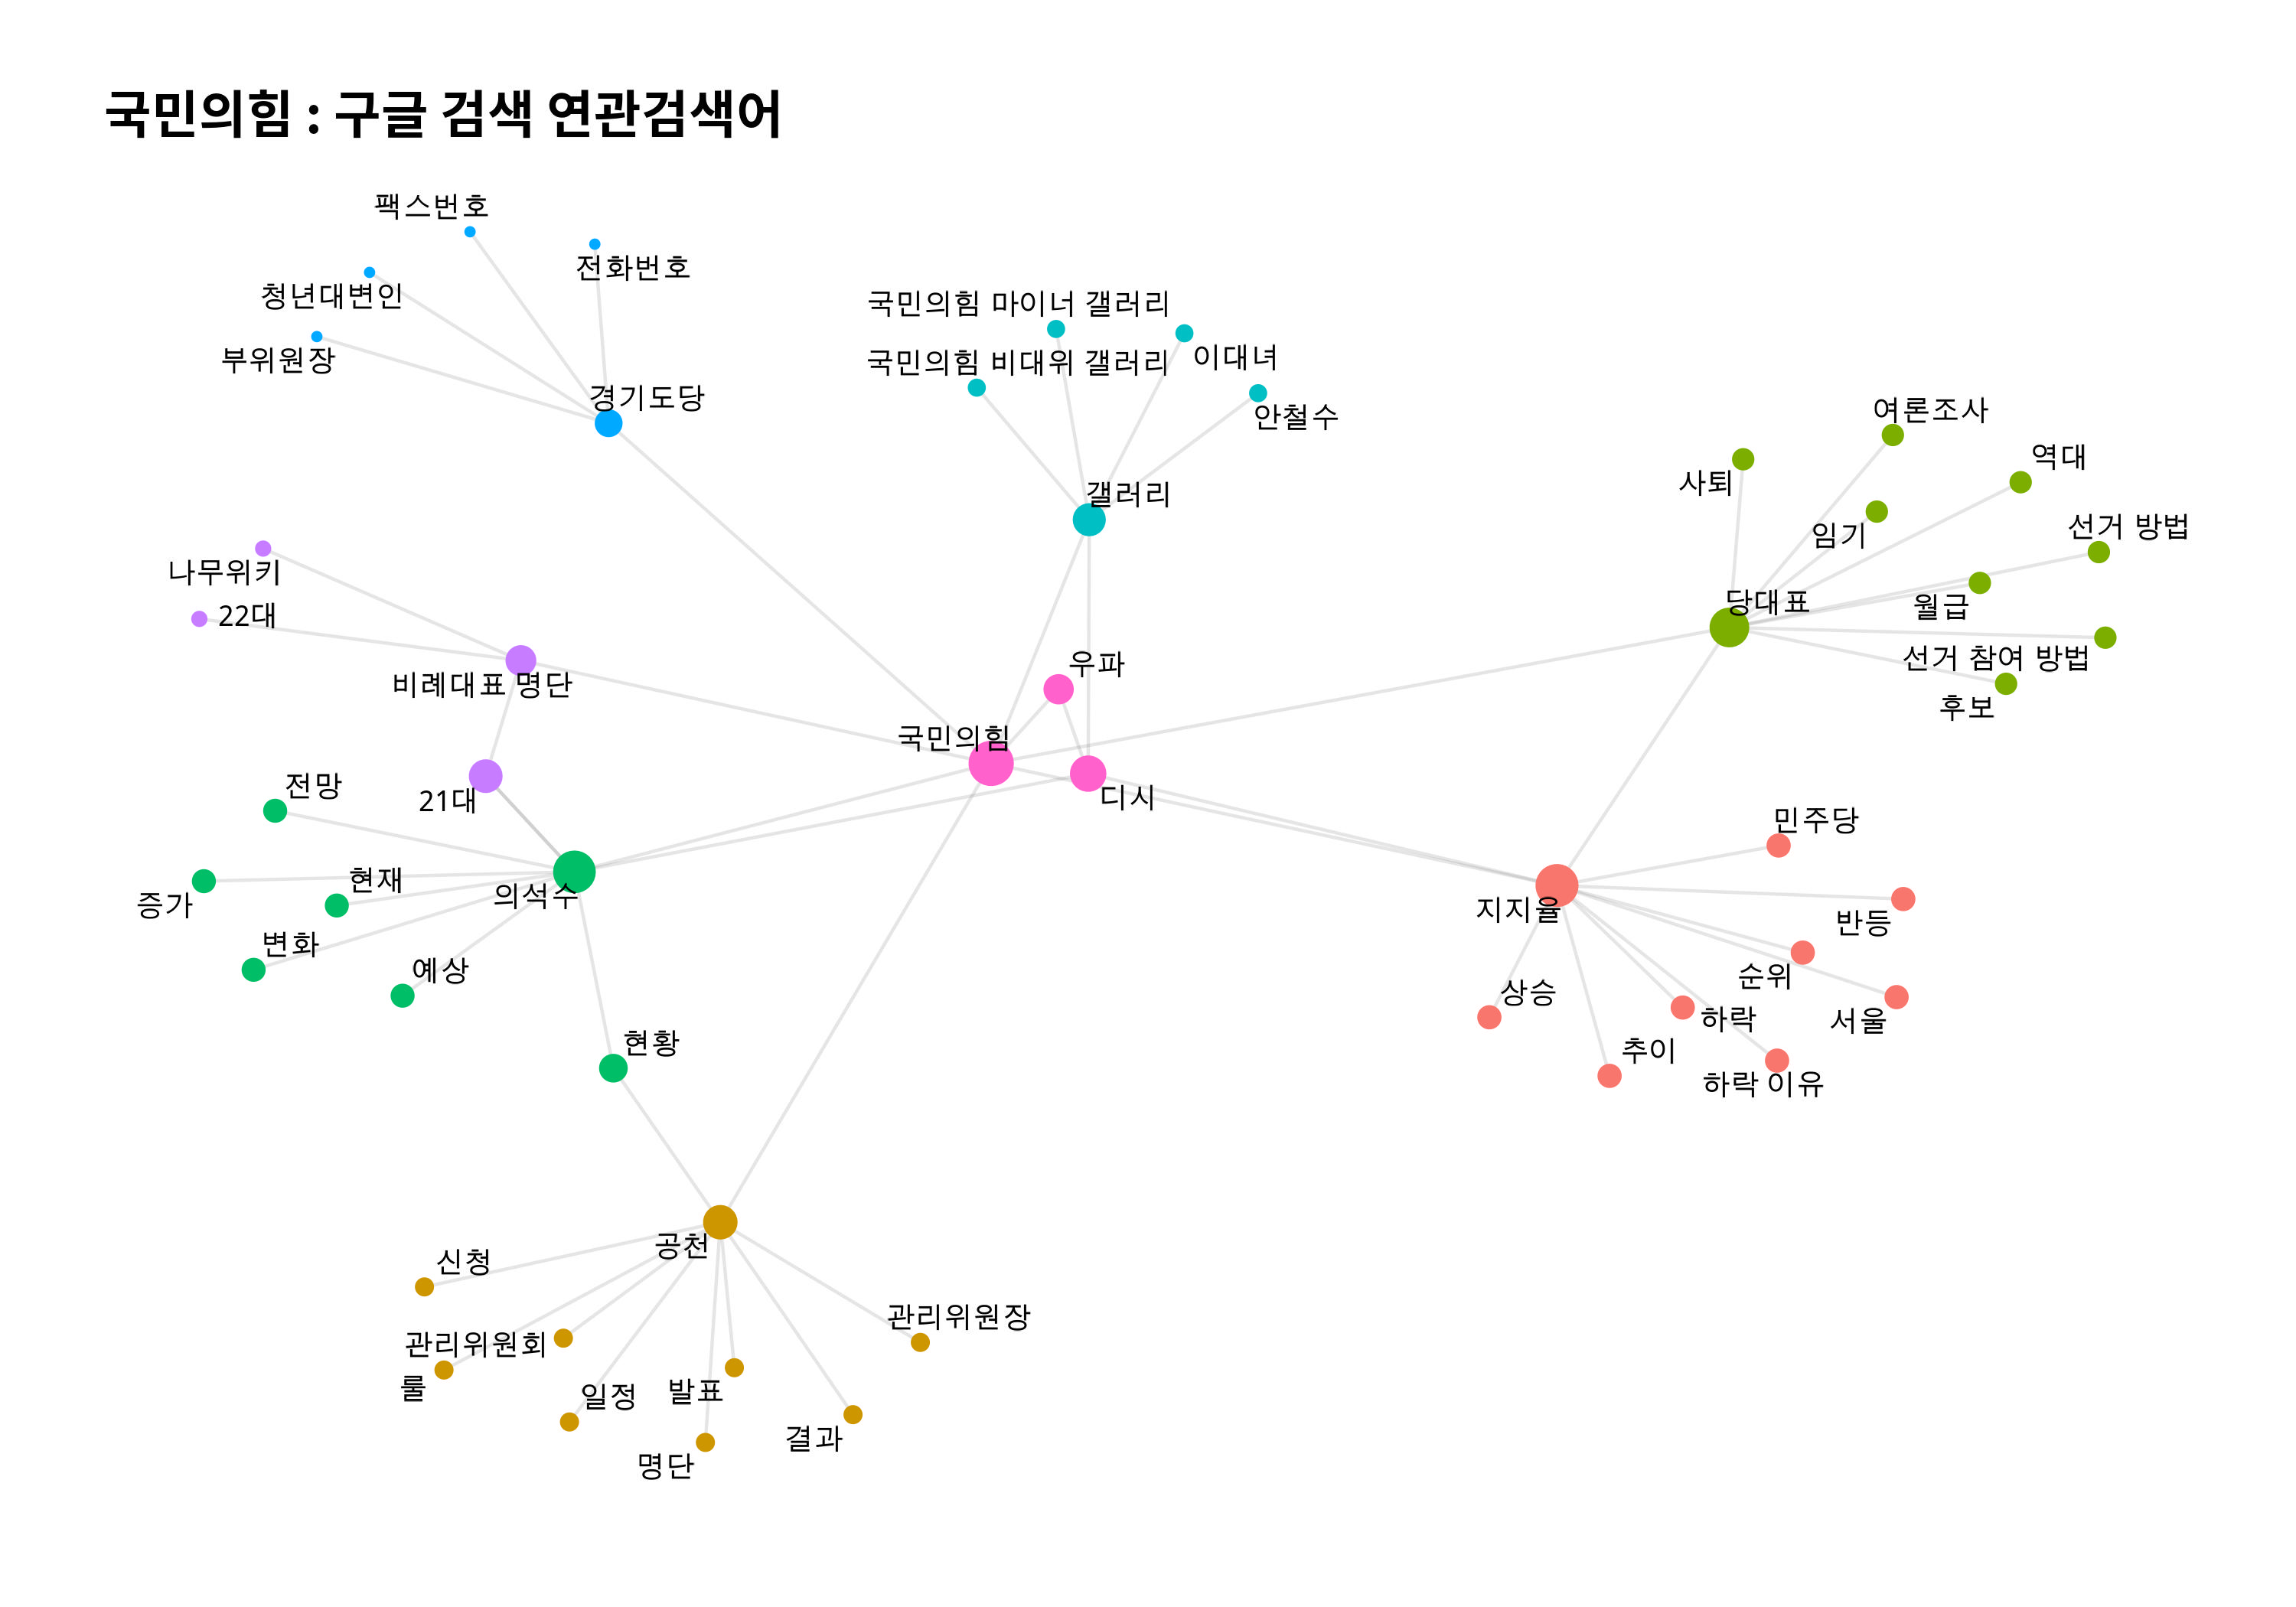 국민의힘 : 구글 검색 연관검색어
팩스번호
전화번호
청년대변인
부위원장
경기도당
국민의힘 마이너 갤러리
국민의힘 비대위 갤러리
이대녀
안철수
갤러리
여론조사
역대
사퇴
임기
선거 방법
당대표
월급
선거 참여 방법
후보
나무위키
22대
비례대표 명단
21대
우파
국민의힘
디시
전망
현재
증가
의석수
변화
예상
현황
민주당
지지율
반등
순위
상승
하락
서울
추이
하락 이유
공천
신청
관리위원회
룰
일정
발표
명단
결과
관리위원장